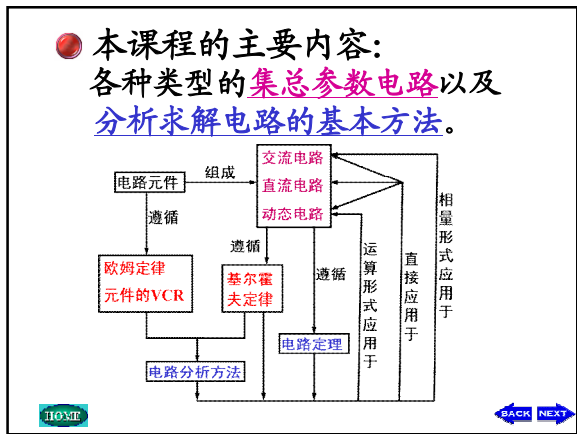 本课程的主要内容:
各种类型的集总参数电路以及
分析求解电路的基本方法。
交流电路
直流电路
动态电路
组成
电路元件
遵循
欧姆定律
元件的VCR
遵循
基尔霍
夫定律
遵循
电路定理
电路分析方法
运算形式应用于
直接应用于
相量形式应用于
HOME
BACK
NEXT